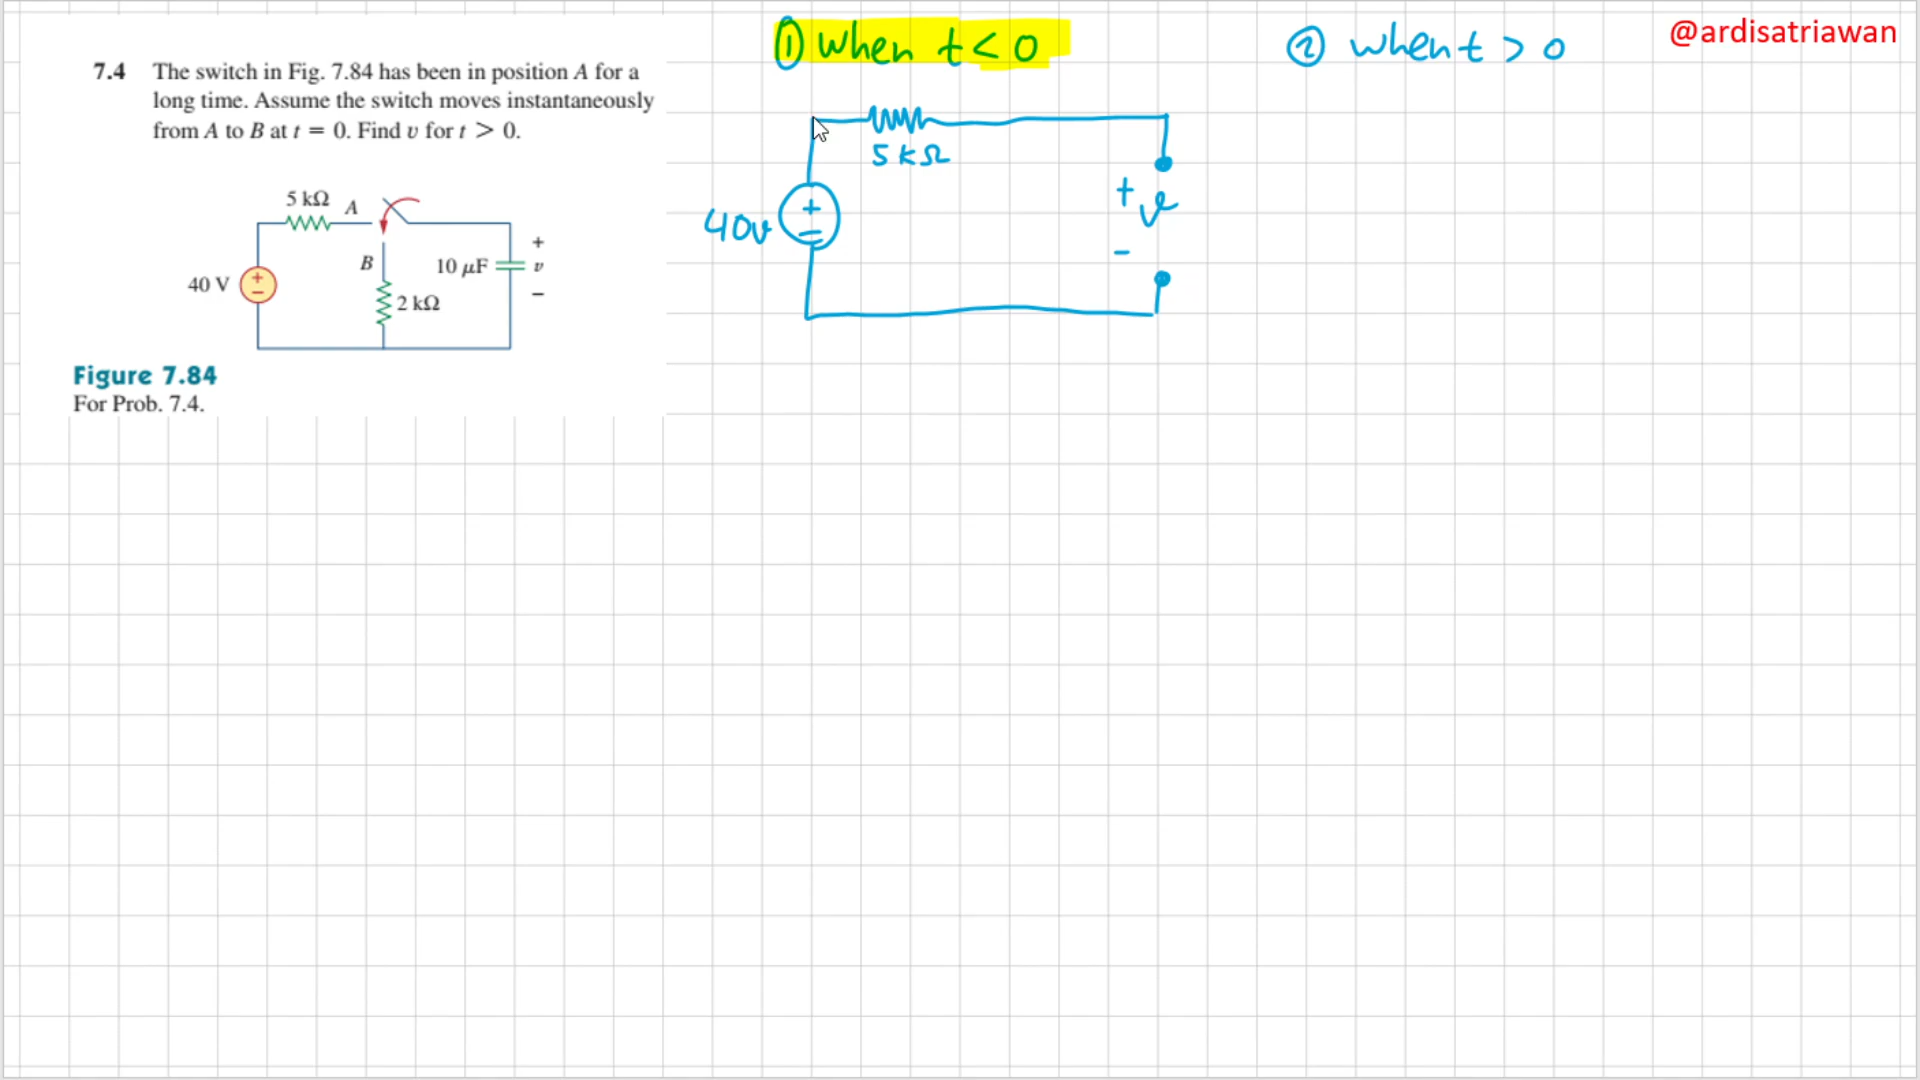 7.4 The switch in Fig. 7.84 has been in position A for a
long time. Assume the switch moves instantaneously
from A to B at t = 0. Find v for t > 0.
5 kΩ
A
B
40 V
+
−
2 kΩ
10 μF
+
v
−
Figure 7.84
For Prob. 7.4.
① when t < 0
5 kΩ
40v
+
−
+
v
−
② when t > 0
@ardisatriawan